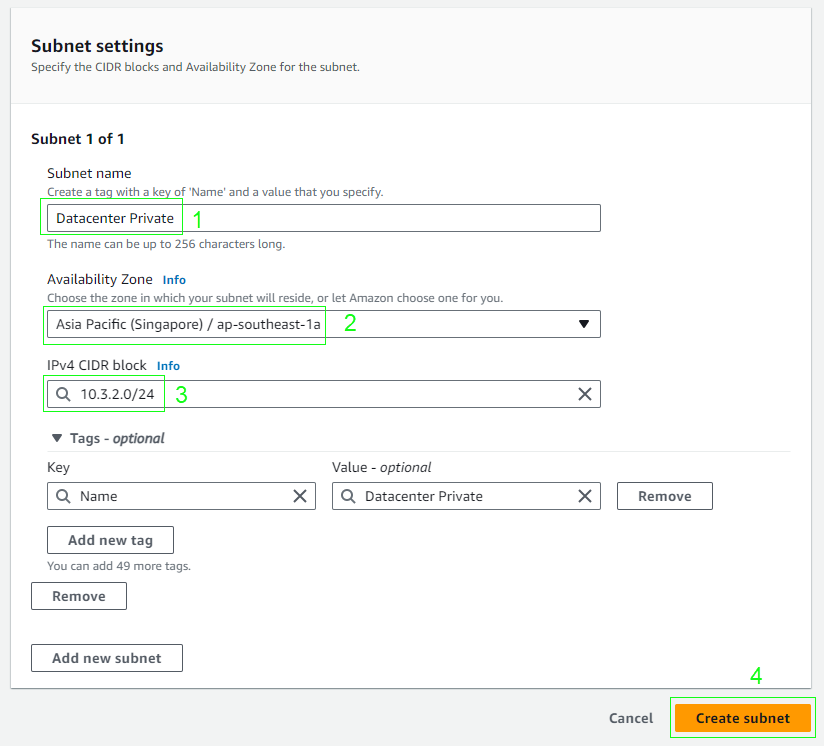 Subnet settings
Specify the CIDR blocks and Availability Zone for the subnet.
Subnet 1 of 1
Subnet name
Create a tag with a key of 'Name' and a value that you specify.
Datacenter Private 1
The name can be up to 256 characters long.
Availability Zone Info
Choose the zone in which your subnet will reside, or let Amazon choose one for you.
Asia Pacific (Singapore) / ap-southeast-1a 2
IPv4 CIDR block Info
10.3.2.0/24 3
Tags - optional
Key Value - optional
Name Datacenter Private Remove
Add new tag
You can add 49 more tags.
Remove
Add new subnet
4
Cancel Create subnet